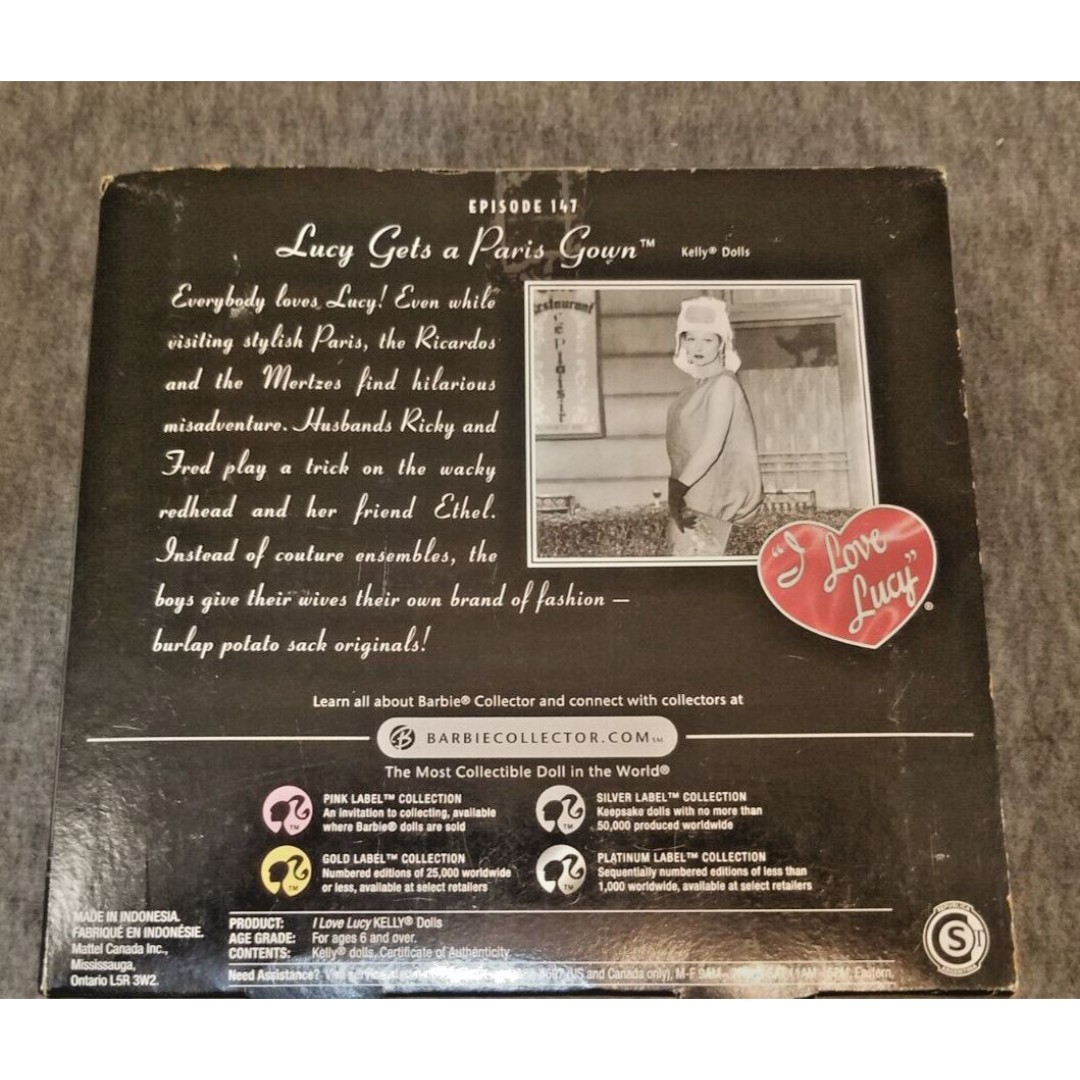 EPISODE 147
Lucy Gets a Paris Gown™ Kelly® Dolls
Everybody loves Lucy! Even while
visiting stylish Paris, the Ricardos
and the Mertzes find hilarious
misadventure. Husbands Ricky and
Fred play a trick on the wacky
redhead and her friend Ethel.
Instead of couture ensembles, the
boys give their wives their own brand of fashion —
burlap potato sack originals!
"I Love Lucy"®
Learn all about Barbie® Collector and connect with collectors at
B BARBIECOLLECTOR.COM℠
The Most Collectible Doll in the World®
PINK LABEL™ COLLECTION
An invitation to collecting, available
where Barbie® dolls are sold
SILVER LABEL™ COLLECTION
Keepsake dolls with no more than
50,000 produced worldwide
GOLD LABEL™ COLLECTION
Numbered editions of 25,000 worldwide
or less, available at select retailers
PLATINUM LABEL™ COLLECTION
Sequentially numbered editions of less than
1,000 worldwide, available at select retailers
MADE IN INDONESIA.
FABRIQUÉ EN INDONÉSIE.
Mattel Canada Inc.,
Mississauga,
Ontario L5R 3W2.
PRODUCT: I Love Lucy KELLY® Dolls
AGE GRADE: For ages 6 and over.
CONTENTS: Kelly® dolls, Certificate of Authenticity.
Need Assistance? (US and Canada only), M-F 9AM Eastern.
S